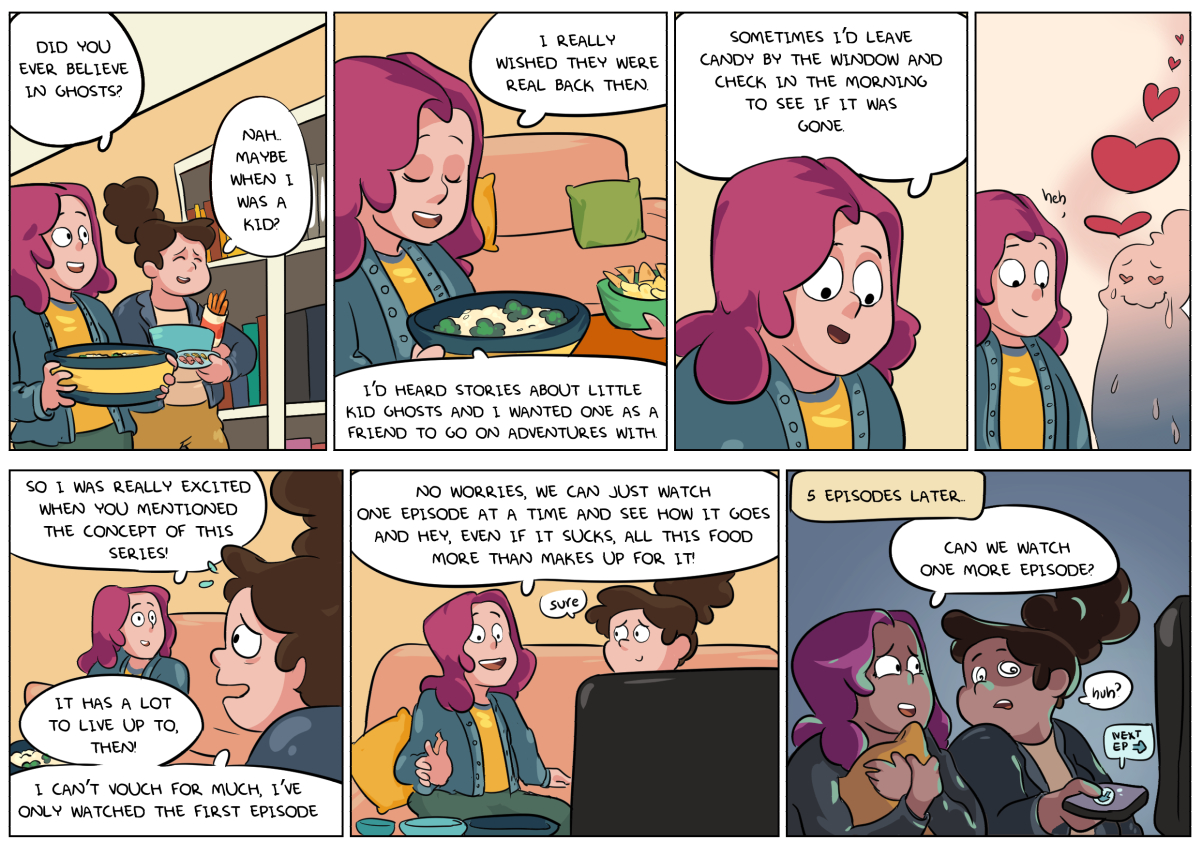 DID YOU
EVER BELIEVE
IN GHOSTS?
NAH..
MAYBE
WHEN I
WAS A
KID?
I REALLY
WISHED THEY WERE
REAL BACK THEN.
I'D HEARD STORIES ABOUT LITTLE
KID GHOSTS AND I WANTED ONE AS A
FRIEND TO GO ON ADVENTURES WITH.
SOMETIMES I'D LEAVE
CANDY BY THE WINDOW AND
CHECK IN THE MORNING
TO SEE IF IT WAS
GONE.
heh,
SO I WAS REALLY EXCITED
WHEN YOU MENTIONED
THE CONCEPT OF THIS
SERIES!
IT HAS A LOT
TO LIVE UP TO,
THEN!
I CAN'T VOUCH FOR MUCH, I'VE
ONLY WATCHED THE FIRST EPISODE
NO WORRIES, WE CAN JUST WATCH
ONE EPISODE AT A TIME AND SEE HOW IT GOES
AND HEY, EVEN IF IT SUCKS, ALL THIS FOOD
MORE THAN MAKES UP FOR IT!
sure
5 EPISODES LATER..
CAN WE WATCH
ONE MORE EPISODE?
huh?
NEXT
EP